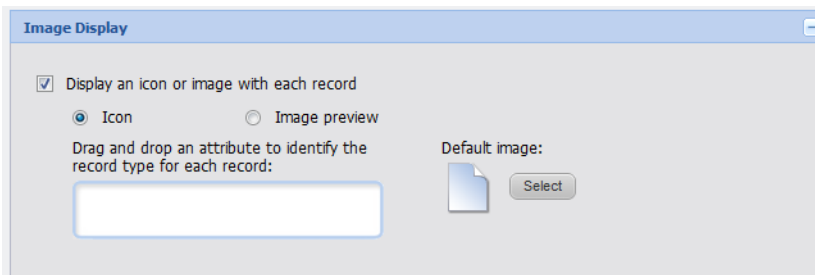 Image Display
Display an icon or image with each record
Icon
Image preview
Drag and drop an attribute to identify the
record type for each record:
Default image:
Select